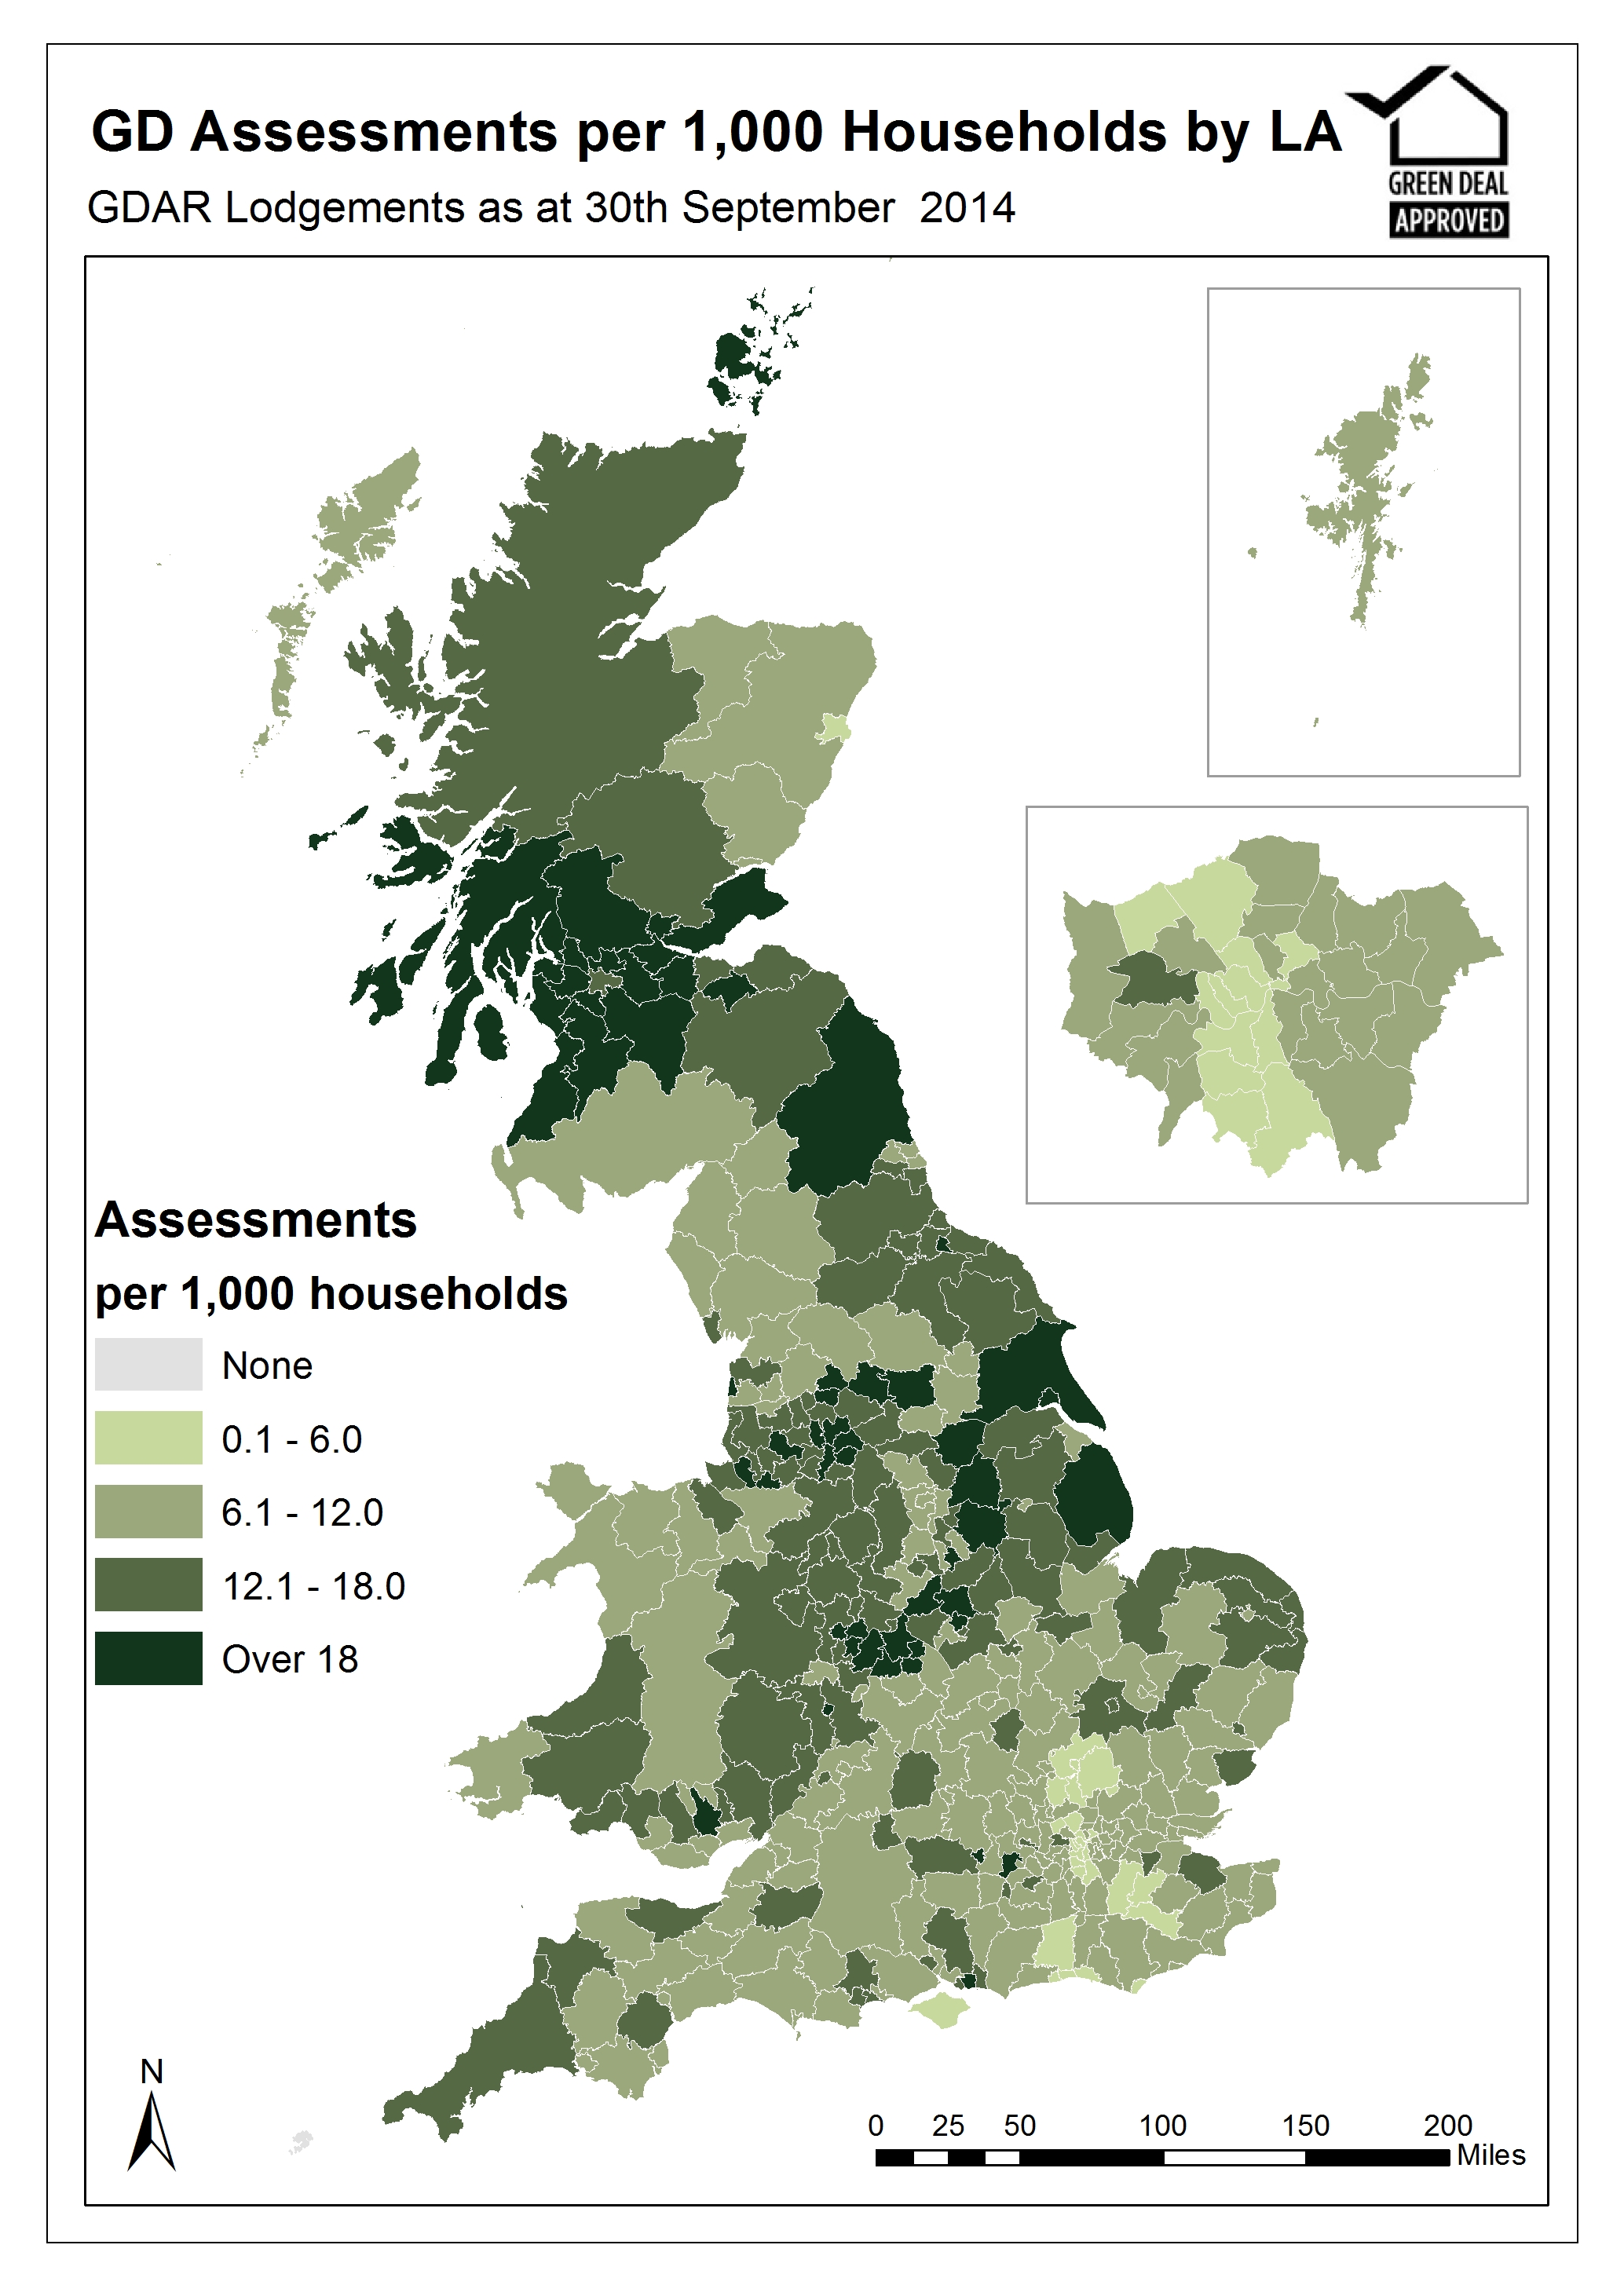 GD Assessments per 1,000 Households by LA
GDAR Lodgements as at 30th September 2014
GREEN DEAL
APPROVED
Assessments
per 1,000 households
None
0.1 - 6.0
6.1 - 12.0
12.1 - 18.0
Over 18
N
0 25 50 100 150 200
Miles